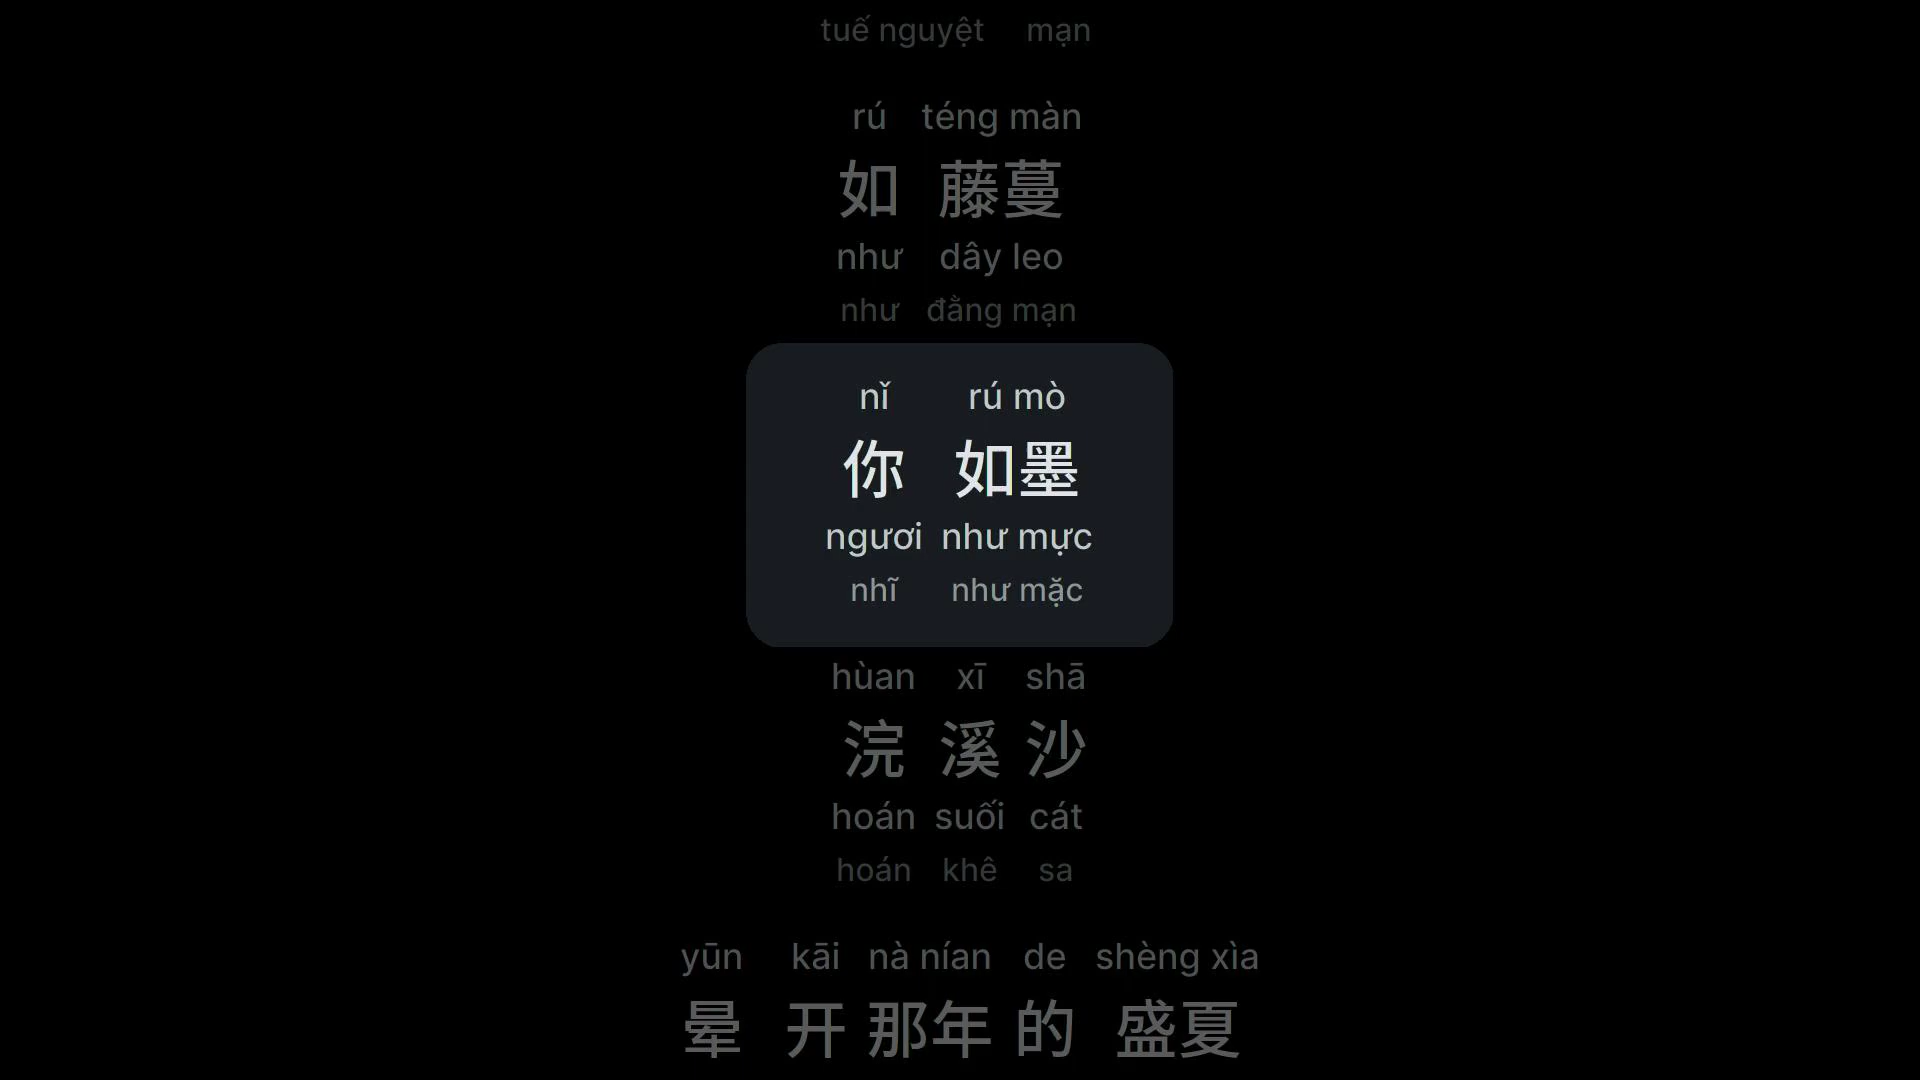 tuế nguyệt mạn
rú téng màn
如 藤蔓
như dây leo
như đằng mạn
nǐ rú mò
你 如墨
ngươi như mực
nhĩ như mặc
hùan xī shā
浣 溪 沙
hoán suối cát
hoán khê sa
yūn kāi nà nían de shèng xìa
晕 开 那年 的 盛夏